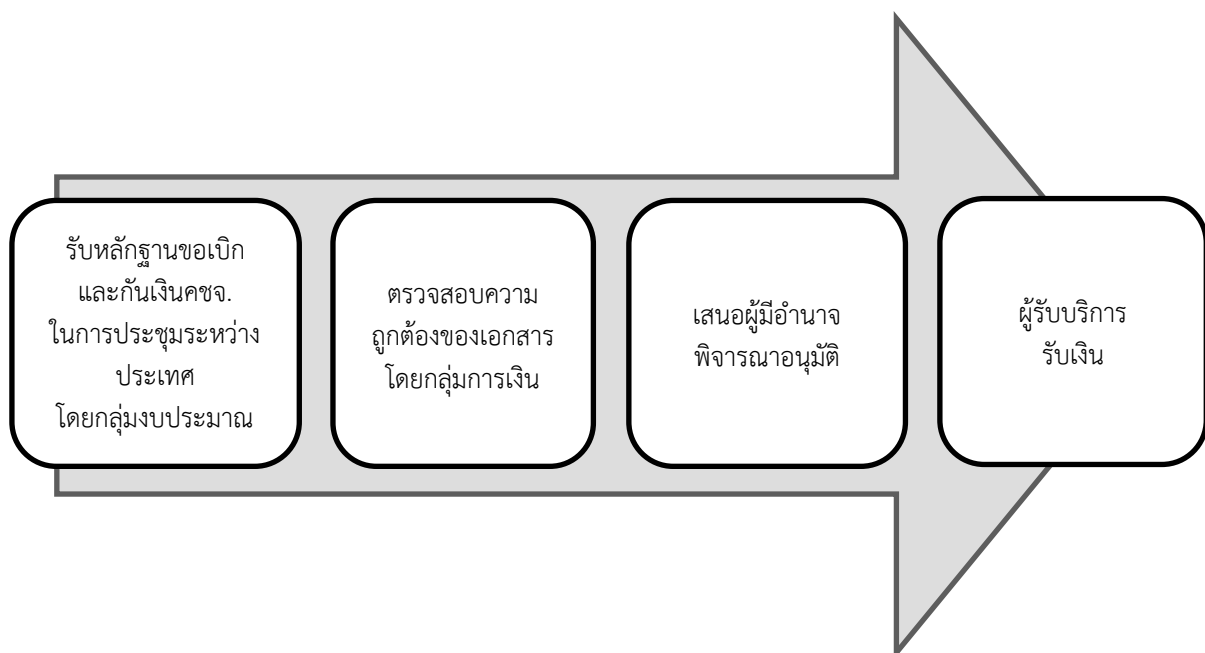 รับหลักฐานขอเบิก
และกันเงินคชจ.
ในการประชุมระหว่าง
ประเทศ
โดยกลุ่มงบประมาณ
ตรวจสอบความ
ถูกต้องของเอกสาร
โดยกลุ่มการเงิน
เสนอผู้มีอำนาจ
พิจารณาอนุมัติ
ผู้รับบริการ
รับเงิน